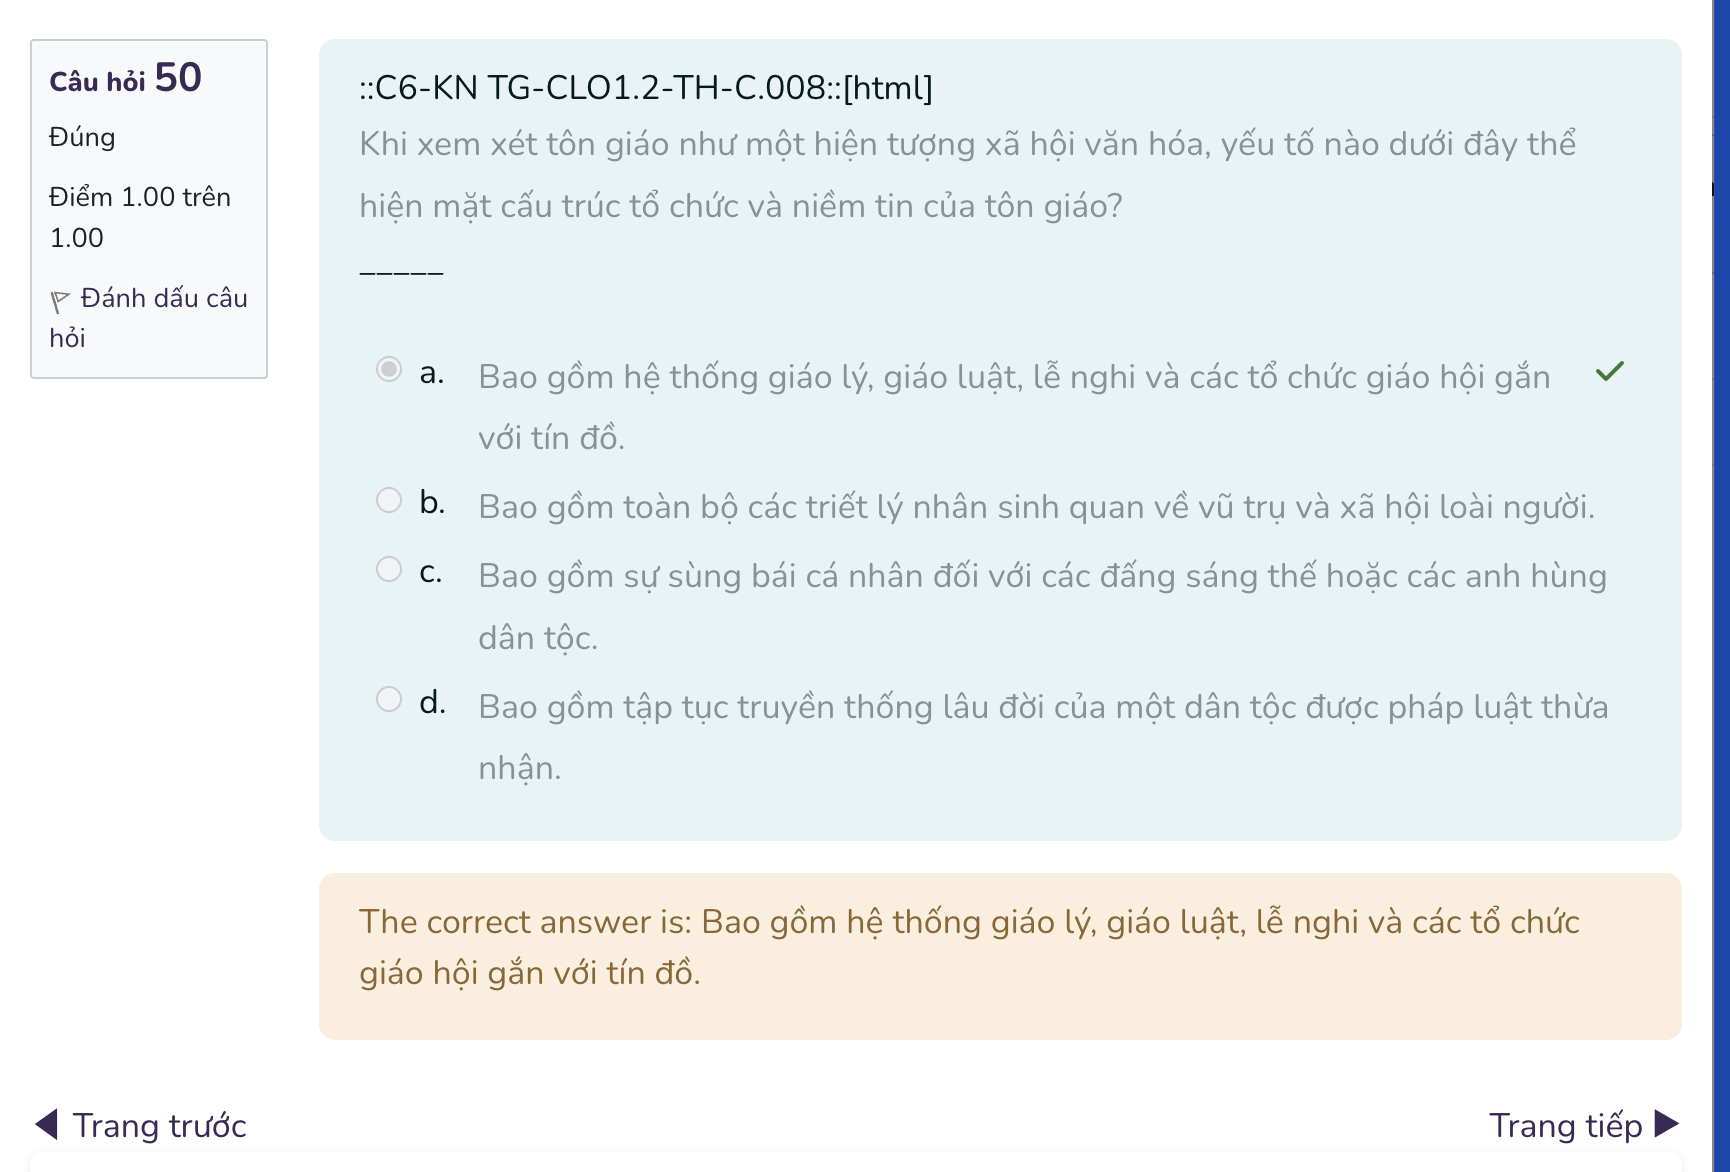 Câu hỏi 50
Đúng
Điểm 1.00 trên
1.00
Đánh dấu câu
hỏi
::C6-KN TG-CLO1.2-TH-C.008::[html]
Khi xem xét tôn giáo như một hiện tượng xã hội văn hóa, yếu tố nào dưới đây thể
hiện mặt cấu trúc tổ chức và niềm tin của tôn giáo?
_____
a. Bao gồm hệ thống giáo lý, giáo luật, lễ nghi và các tổ chức giáo hội gắn
với tín đồ.
b. Bao gồm toàn bộ các triết lý nhân sinh quan về vũ trụ và xã hội loài người.
c. Bao gồm sự sùng bái cá nhân đối với các đấng sáng thế hoặc các anh hùng
dân tộc.
d. Bao gồm tập tục truyền thống lâu đời của một dân tộc được pháp luật thừa
nhận.
The correct answer is: Bao gồm hệ thống giáo lý, giáo luật, lễ nghi và các tổ chức
giáo hội gắn với tín đồ.
Trang trước
Trang tiếp